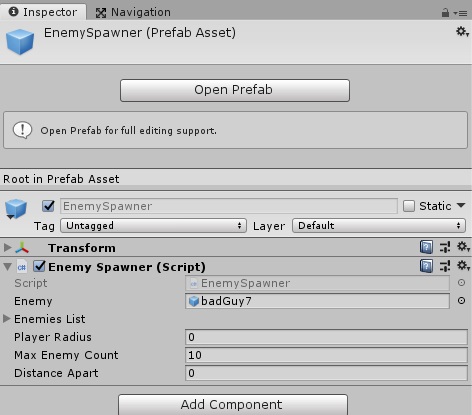 Inspector
Navigation
EnemySpawner (Prefab Asset)
Open Prefab
Open Prefab for full editing support.
Root in Prefab Asset
EnemySpawner Static
Tag Untagged Layer Default
Transform
Enemy Spawner (Script)
Script EnemySpawner
Enemy badGuy7
Enemies List
Player Radius 0
Max Enemy Count 10
Distance Apart 0
Add Component